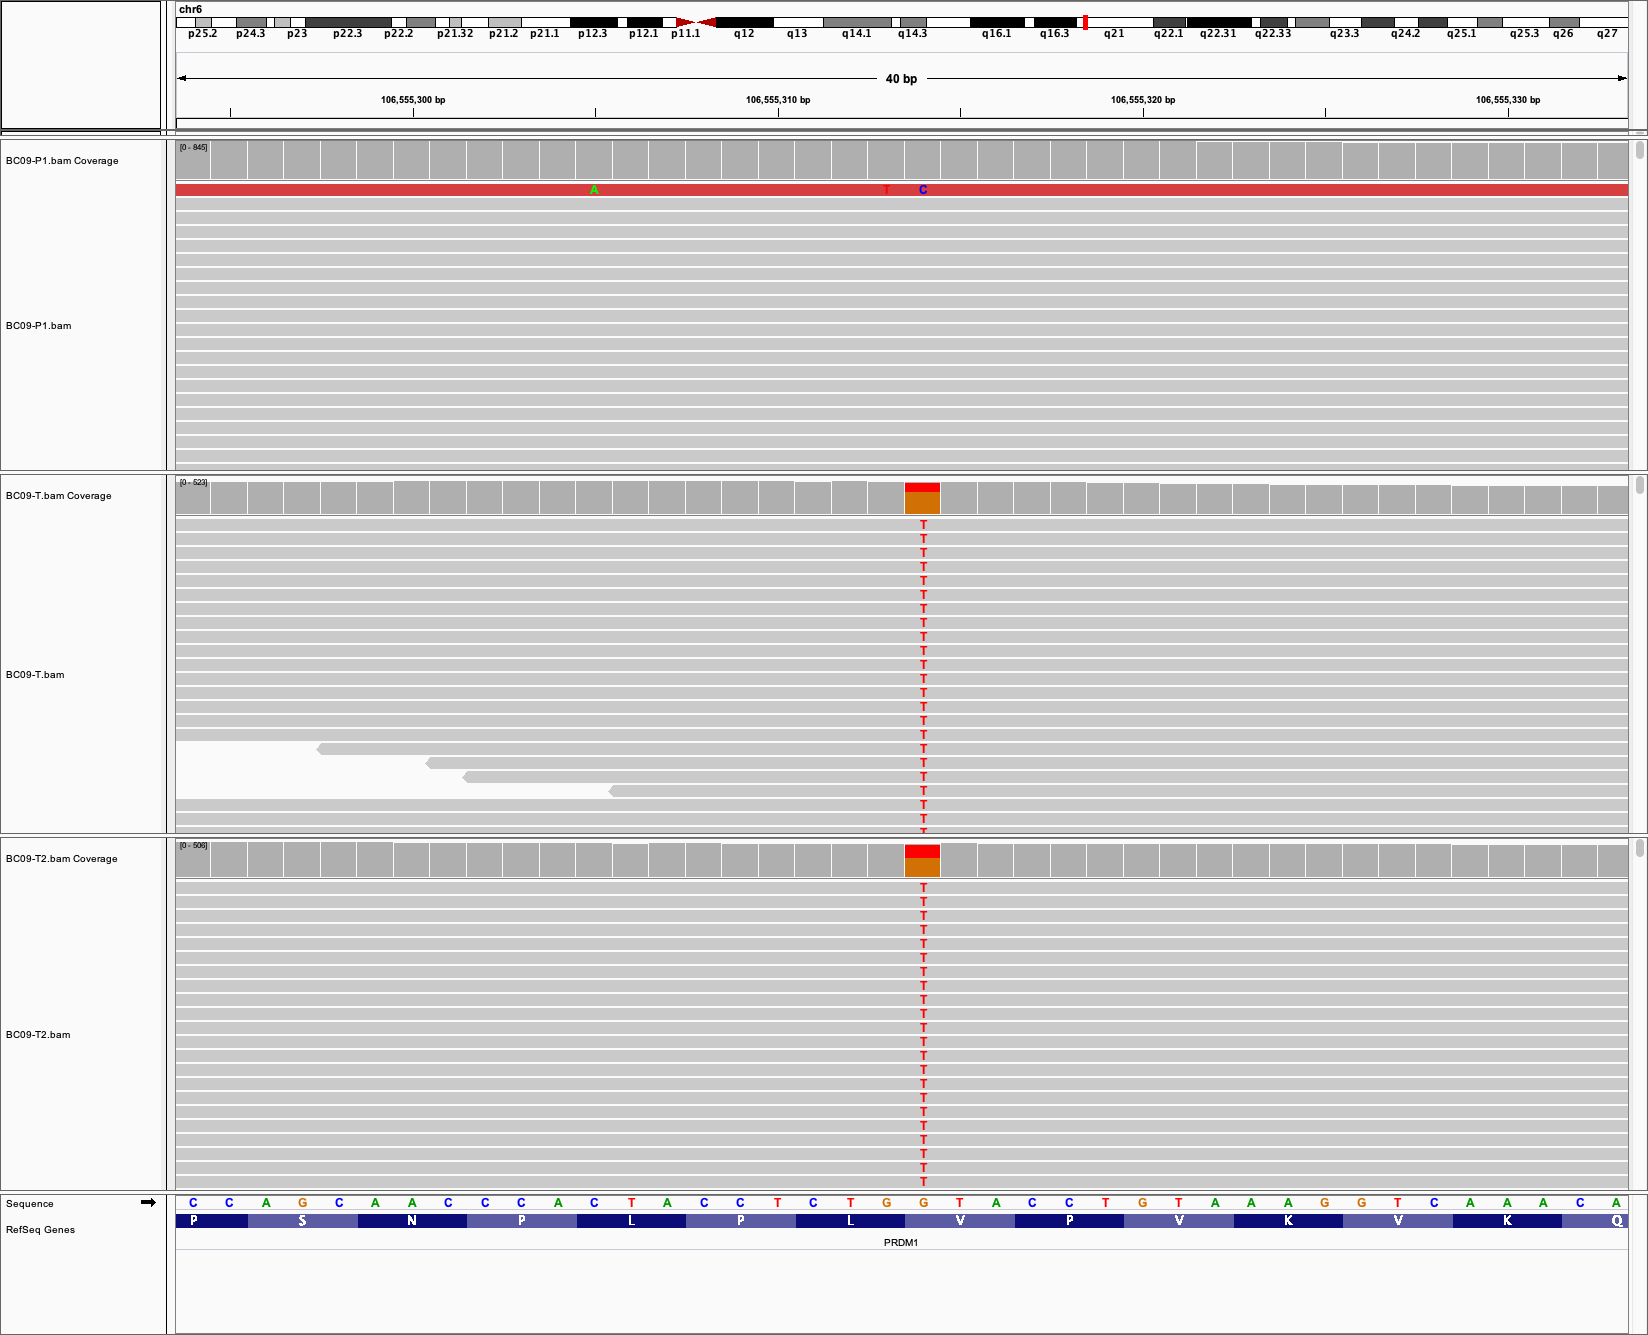 chr6
p25.2 p24.3 p23 p22.3 p22.2 p21.32 p21.2 p21.1 p12.3 p12.1 p11.1 q12 q13 q14.1 q14.3 q16.1 q16.3 q21 q22.1 q22.31 q22.33 q23.3 q24.2 q25.1 q25.3 q26 q27
40 bp
106,555,300 bp 106,555,310 bp 106,555,320 bp 106,555,330 bp
BC09-P1.bam Coverage [0 - 845]
A T C
BC09-P1.bam
BC09-T.bam Coverage [0 - 523]
T
T
T
T
T
T
T
T
T
T
T
BC09-T.bam T
T
T
T
T
T
T
T
T
T
T
T
BC09-T2.bam Coverage [0 - 506]
T
T
T
T
T
T
T
T
T
T
BC09-T2.bam T
T
T
T
T
T
T
T
T
T
T
T
Sequence C C A G C A A C C C A C T A C C T C T G G T A C C T G T A A A G G T C A A A C A
RefSeq Genes P S N P L P L V P V K V K Q
PRDM1